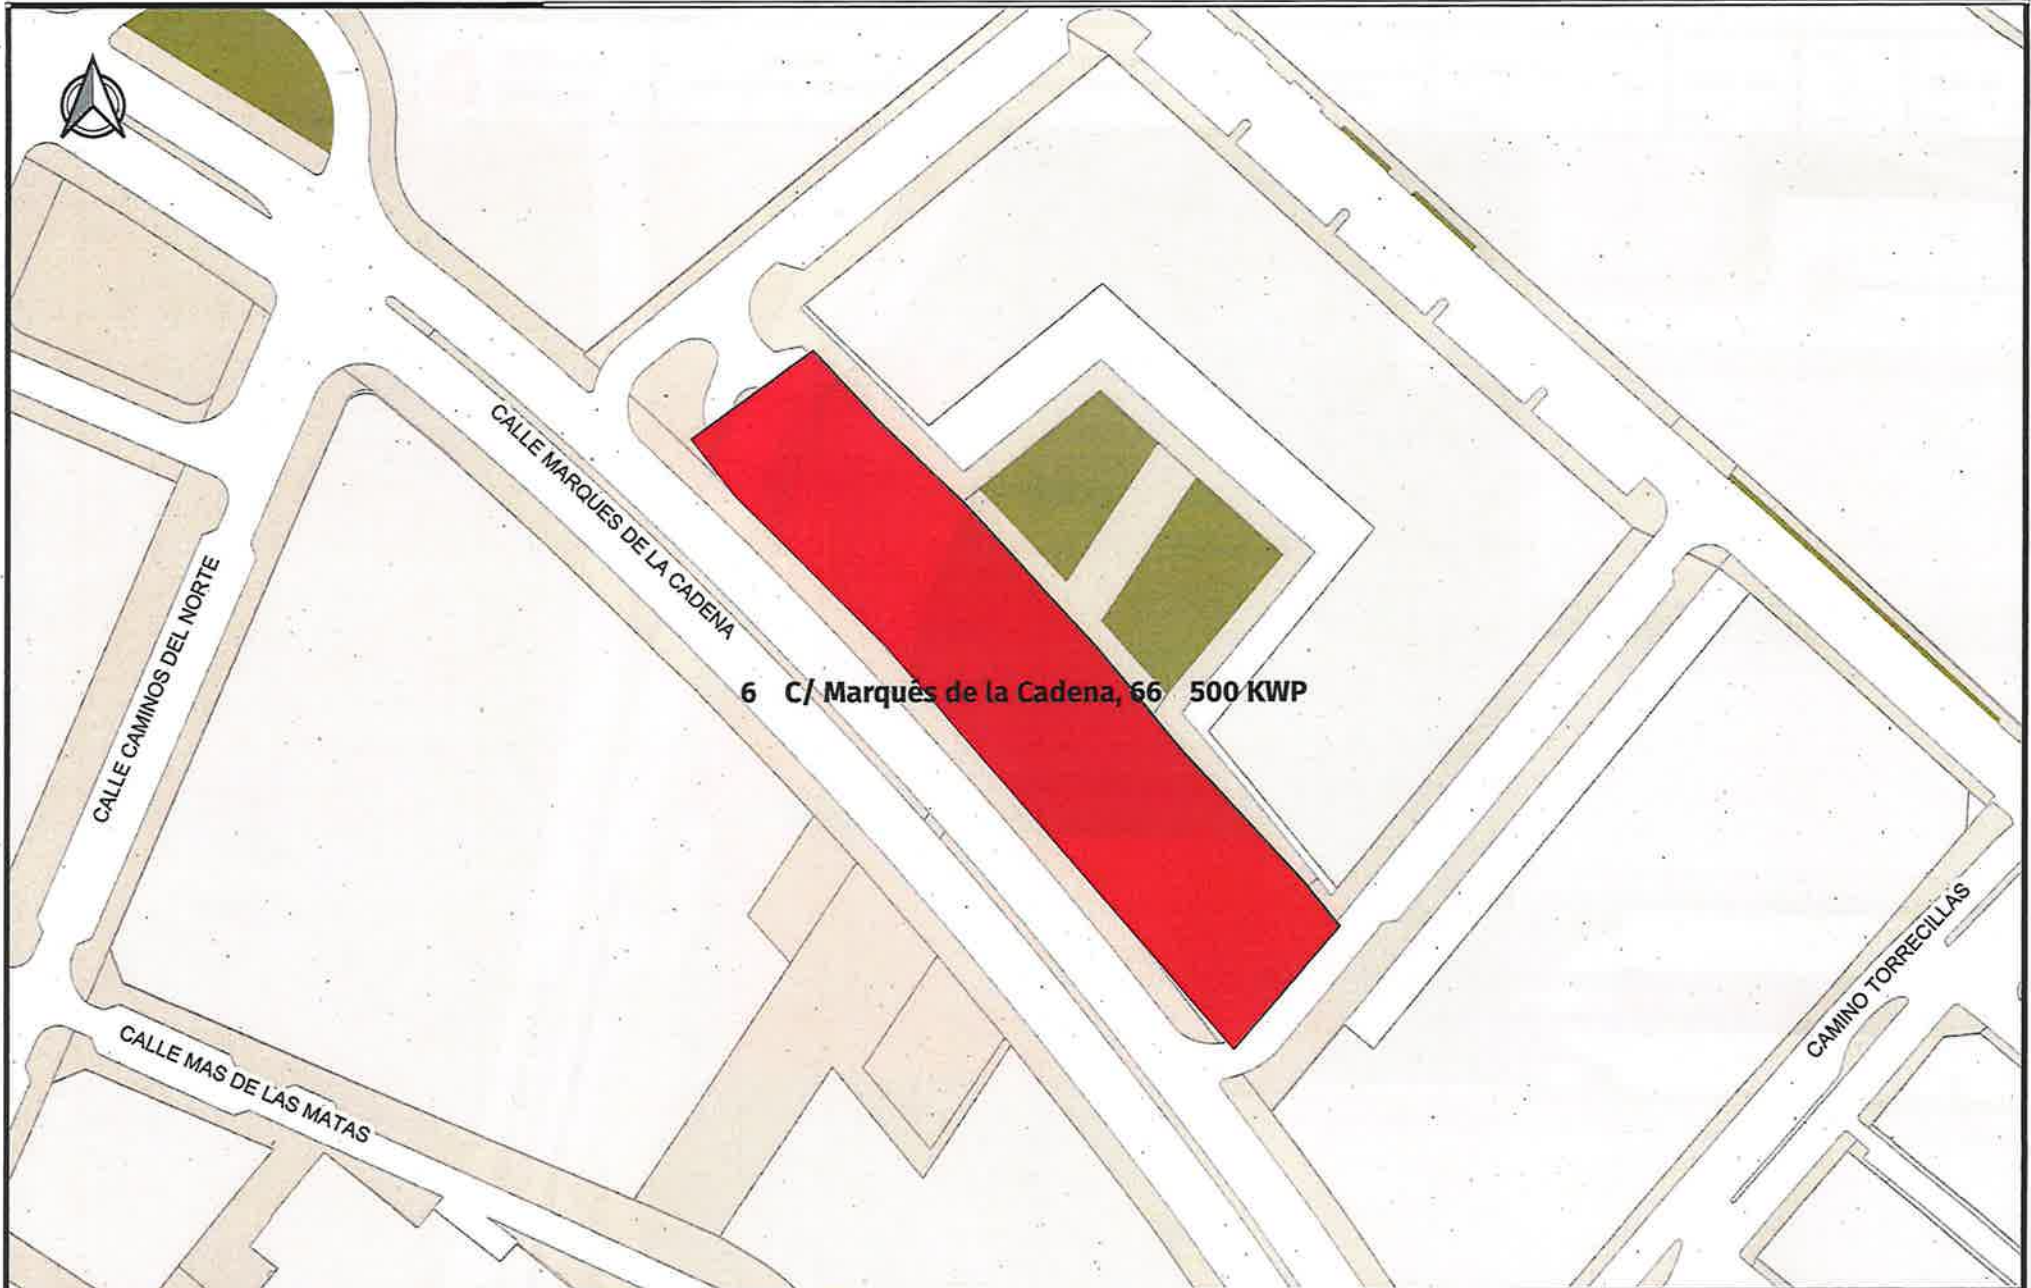 CALLE MARQUES DE LA CADENA
CALLE CAMINOS DEL NORTE
6 C/ Marqués de la Cadena, 66 500 KWP
CAMINO TORRECILLAS
CALLE MAS DE LAS MATAS